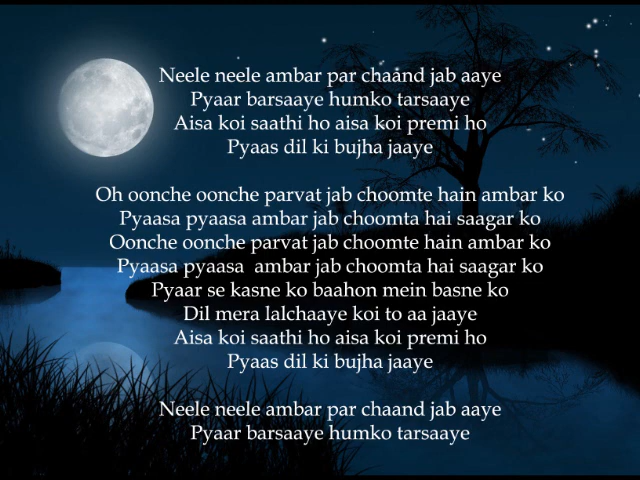 Neele neele ambar par chaand jab aaye
Pyaar barsaaye humko tarsaaye
Aisa koi saathi ho aisa koi premi ho
Pyaas dil ki bujha jaaye
Oh oonche oonche parvat jab choomte hain ambar ko
Pyaasa pyaasa ambar jab choomta hai saagar ko
Oonche oonche parvat jab choomte hain ambar ko
Pyaasa pyaasa  ambar jab choomta hai saagar ko
Pyaar se kasne ko baahon mein basne ko
Dil mera lalchaaye koi to aa jaaye
Aisa koi saathi ho aisa koi premi ho
Pyaas dil ki bujha jaaye
Neele neele ambar par chaand jab aaye
Pyaar barsaaye humko tarsaaye